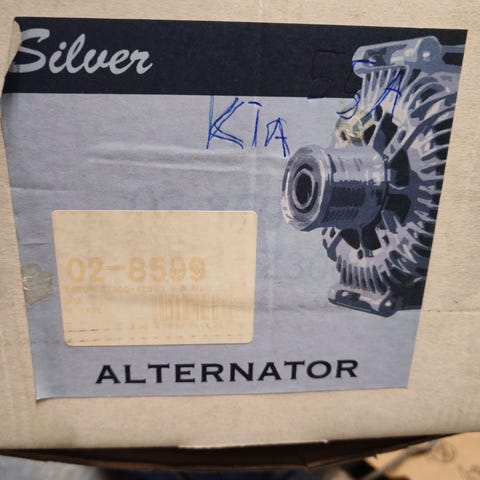 Silver
55A
KIA
02-8599
ALTERNATOR